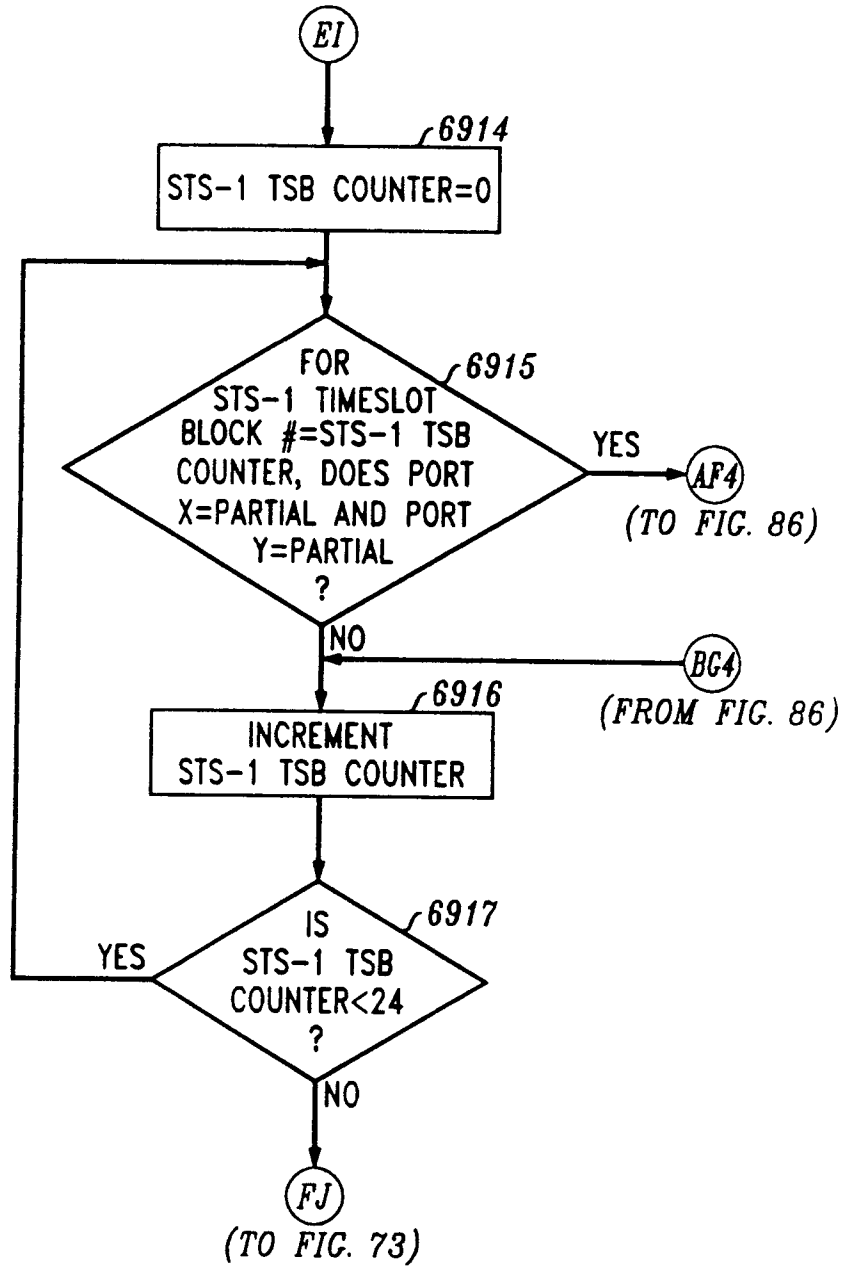 EI
6914
STS-1 TSB COUNTER=0
FOR
STS-1 TIMESLOT
BLOCK #=STS-1 TSB
COUNTER, DOES PORT
X=PARTIAL AND PORT
Y=PARTIAL
?
6915
YES
AF4
(TO FIG. 86)
NO
BG4
(FROM FIG. 86)
6916
INCREMENT
STS-1 TSB COUNTER
6917
IS
STS-1 TSB
COUNTER<24
?
YES
NO
FJ
(TO FIG. 73)